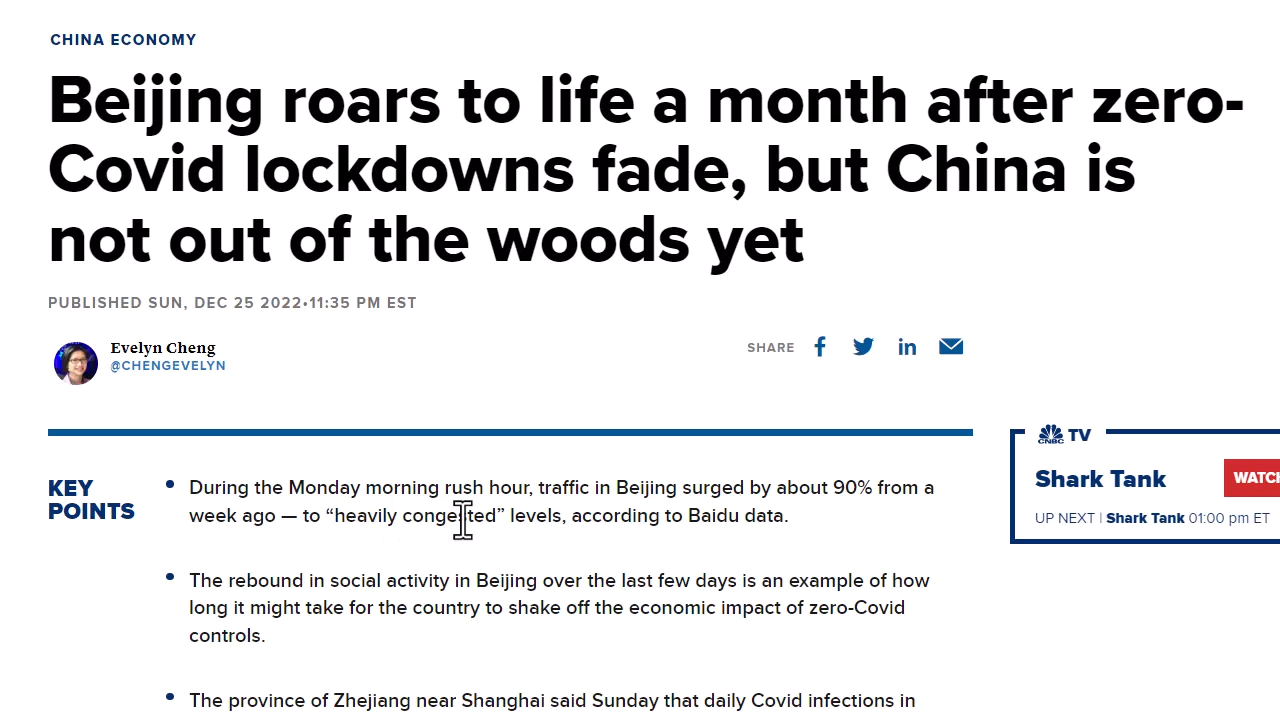 CHINA ECONOMY
Beijing roars to life a month after zero-
Covid lockdowns fade, but China is
not out of the woods yet
PUBLISHED SUN, DEC 25 2022•11:35 PM EST
Evelyn Cheng
@CHENGEVELYN
SHARE
KEY
POINTS
• During the Monday morning rush hour, traffic in Beijing surged by about 90% from a
week ago — to “heavily congested” levels, according to Baidu data.
• The rebound in social activity in Beijing over the last few days is an example of how
long it might take for the country to shake off the economic impact of zero-Covid
controls.
• The province of Zhejiang near Shanghai said Sunday that daily Covid infections in
CNBC TV
Shark Tank
WATCH
UP NEXT | Shark Tank 01:00 pm ET